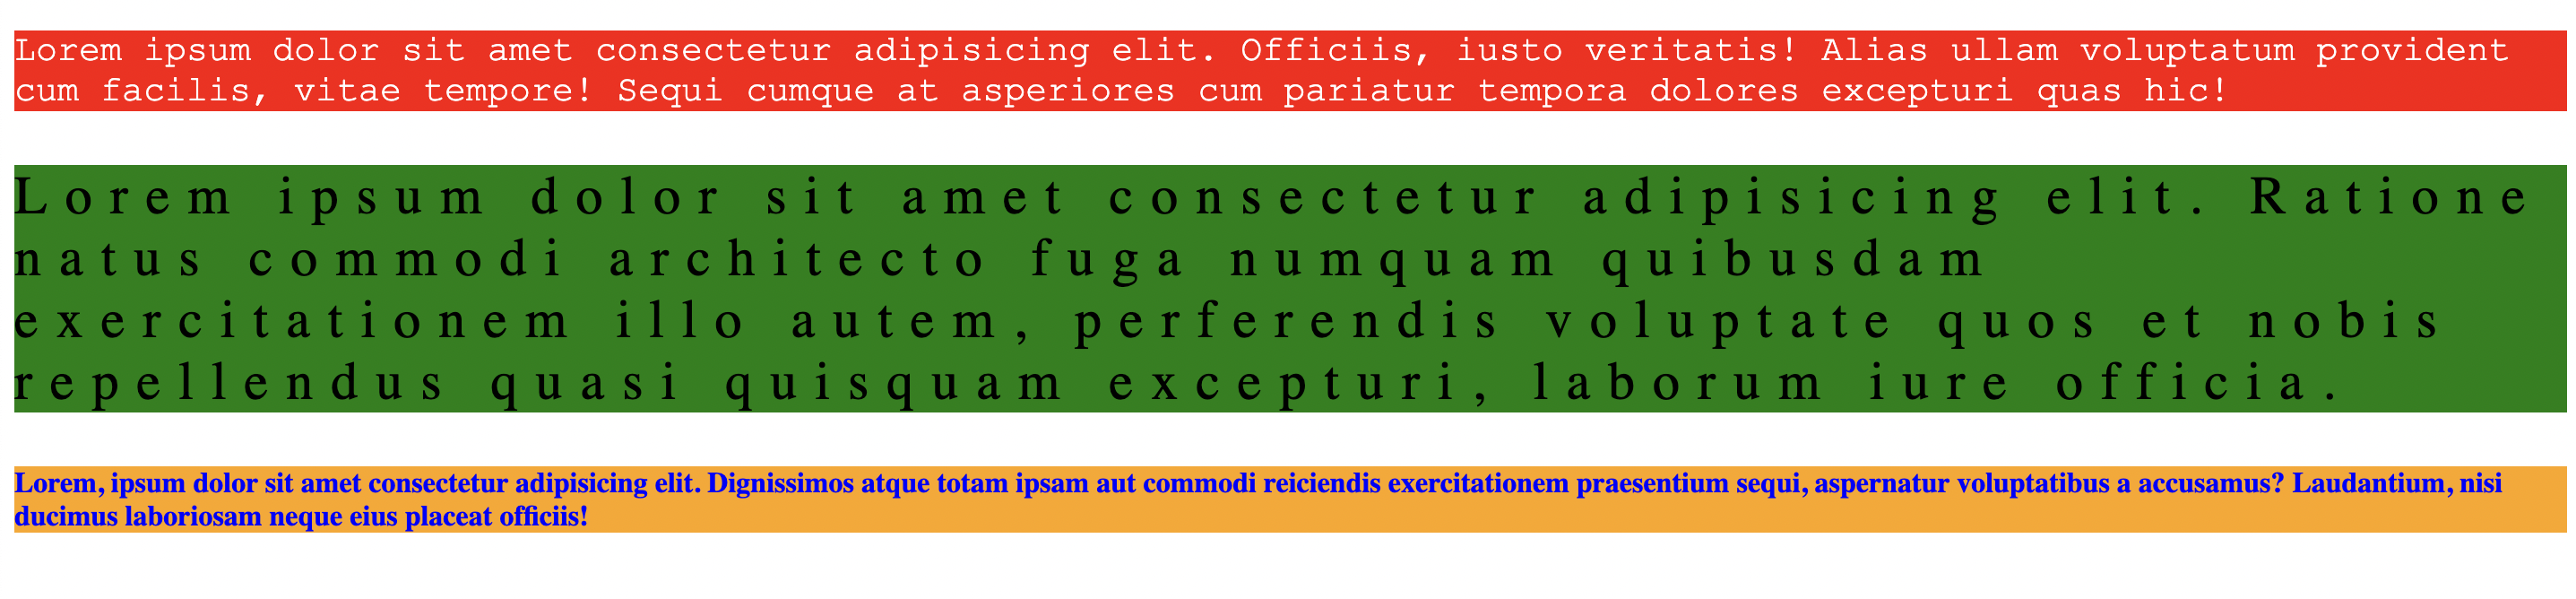 Lorem ipsum dolor sit amet consectetur adipisicing elit. Officiis, iusto veritatis! Alias ullam voluptatum provident
cum facilis, vitae tempore! Sequi cumque at asperiores cum pariatur tempora dolores excepturi quas hic!
Lorem ipsum dolor sit amet consectetur adipisicing elit. Ratione
natus commodi architecto fuga numquam quibusdam
exercitationem illo autem, perferendis voluptate quos et nobis
repellendus quasi quisquam excepturi, laborum iure officia.
Lorem, ipsum dolor sit amet consectetur adipisicing elit. Dignissimos atque totam ipsam aut commodi reiciendis exercitationem praesentium sequi, aspernatur voluptatibus a accusamus? Laudantium, nisi
ducimus laboriosam neque eius placeat officiis!